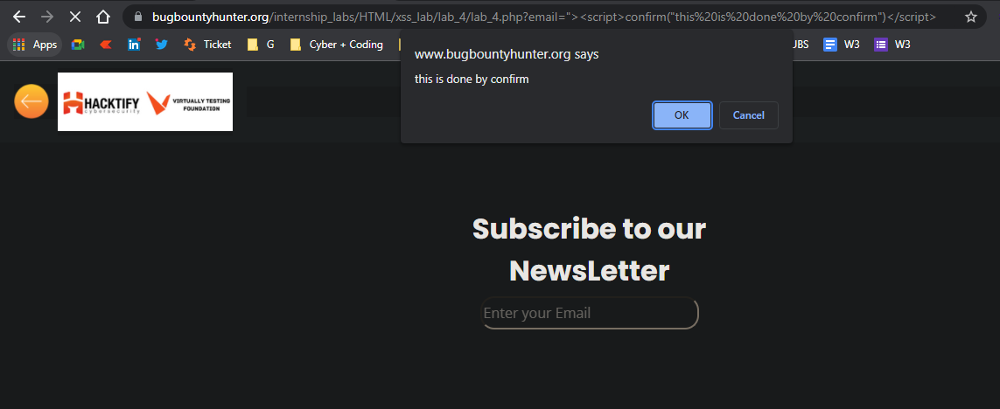 bugbountyhunter.org/internship_labs/HTML/xss_lab/lab_4/lab_4.php?email="><script>confirm("this%20is%20done%20by%20confirm")</script>
Apps G Ticket G Cyber + Coding UBS W3 W3
www.bugbountyhunter.org says
this is done by confirm
OK Cancel
HACKTIFY
cybersecurity
VIRTUALLY TESTING
FOUNDATION
Subscribe to our
NewsLetter
Enter your Email